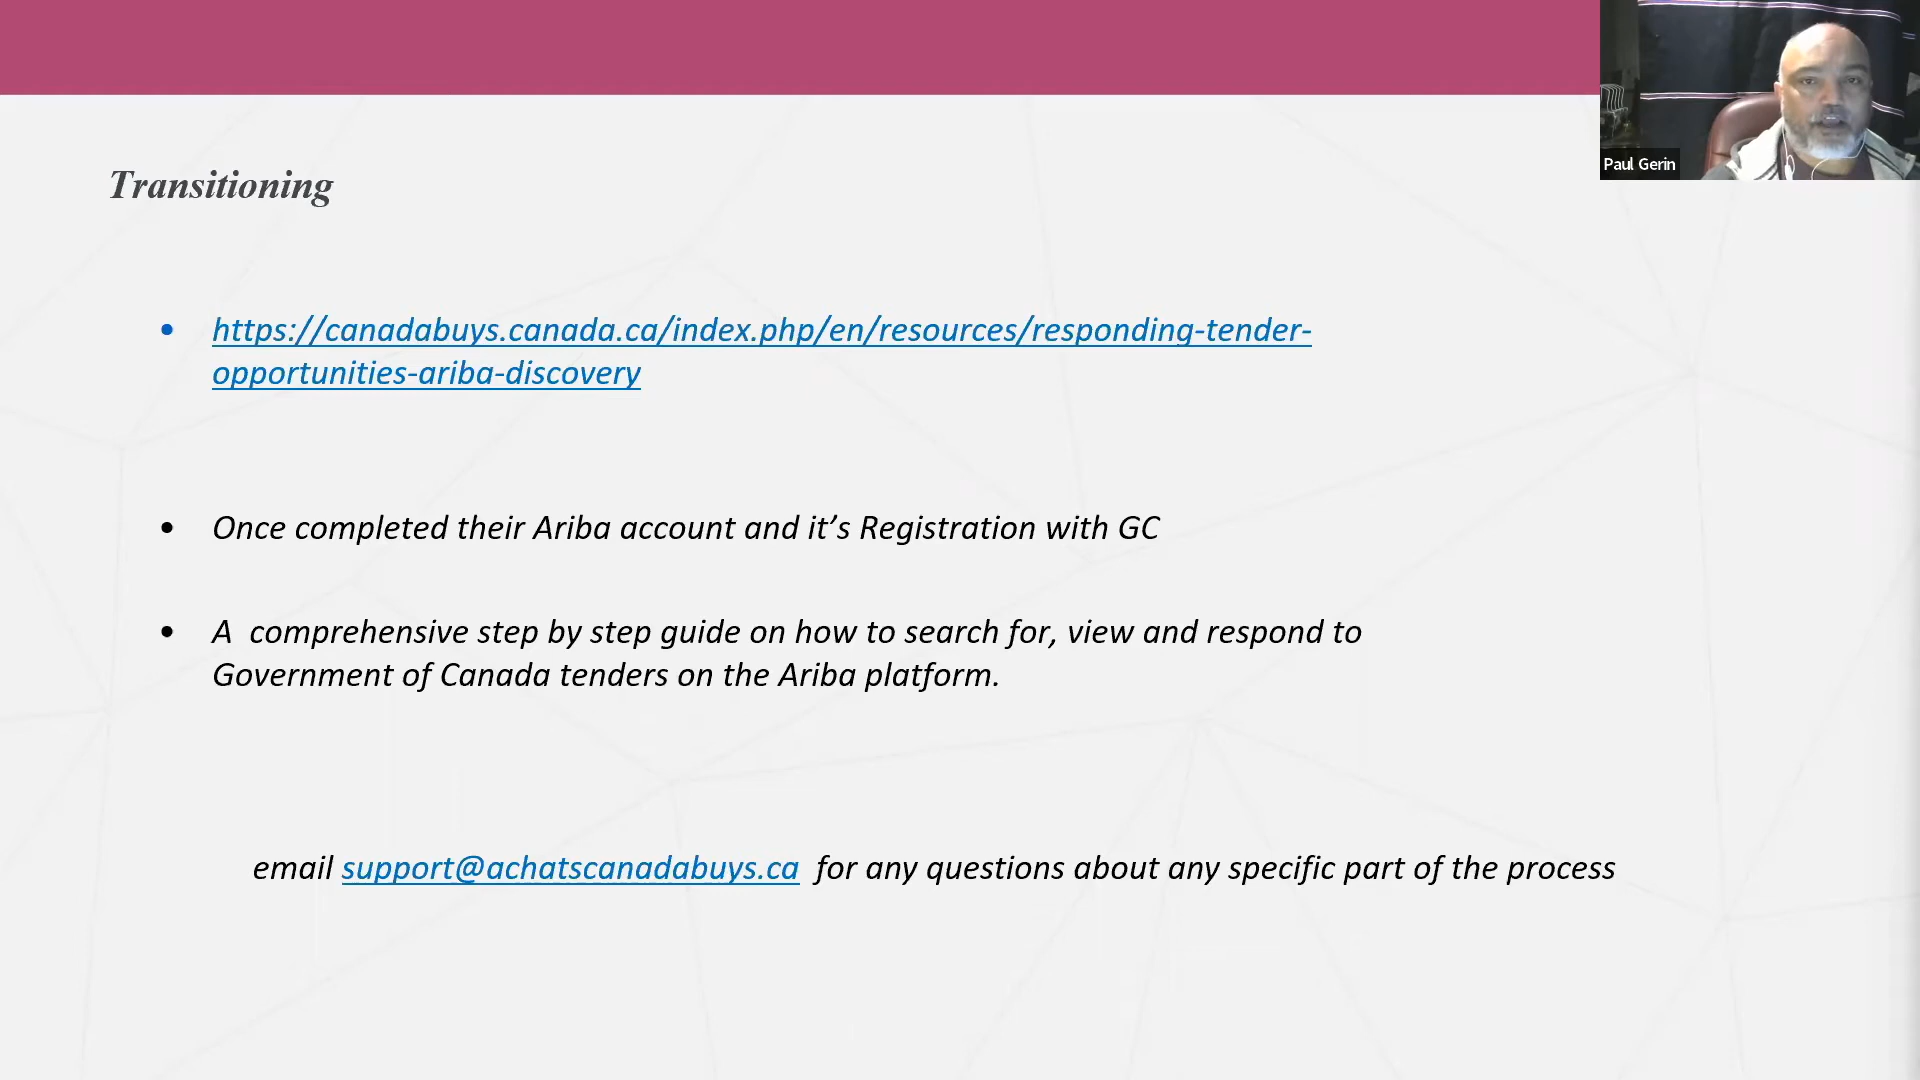 Paul Gerin
Transitioning
• https://canadabuys.canada.ca/index.php/en/resources/responding-tender-
opportunities-ariba-discovery
• Once completed their Ariba account and it’s Registration with GC
• A  comprehensive step by step guide on how to search for, view and respond to
Government of Canada tenders on the Ariba platform.
email support@achatscanadabuys.ca  for any questions about any specific part of the process